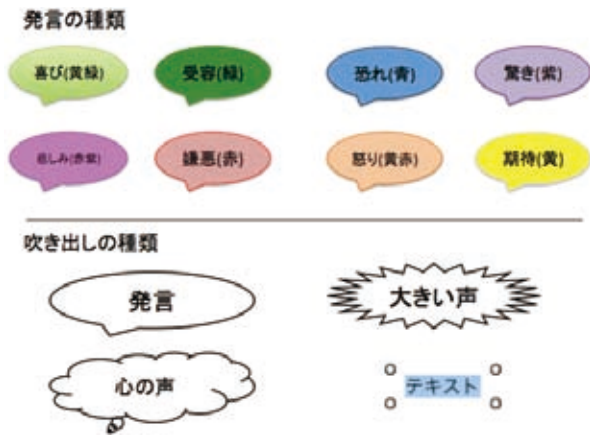 発言の種類
喜び(黄緑)
受容(緑)
恐れ(青)
驚き(紫)
悲しみ(赤紫)
嫌悪(赤)
怒り(黄赤)
期待(黄)
吹き出しの種類
発言
大きい声
心の声
テキスト